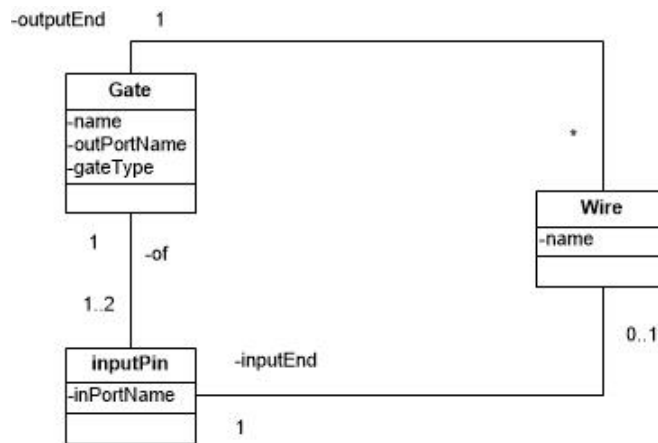 -outputEnd 1
Gate
-name
-outPortName
-gateType
*
Wire
-name
1
-of
1..2
0..1
inputPin
-inPortName
-inputEnd
1